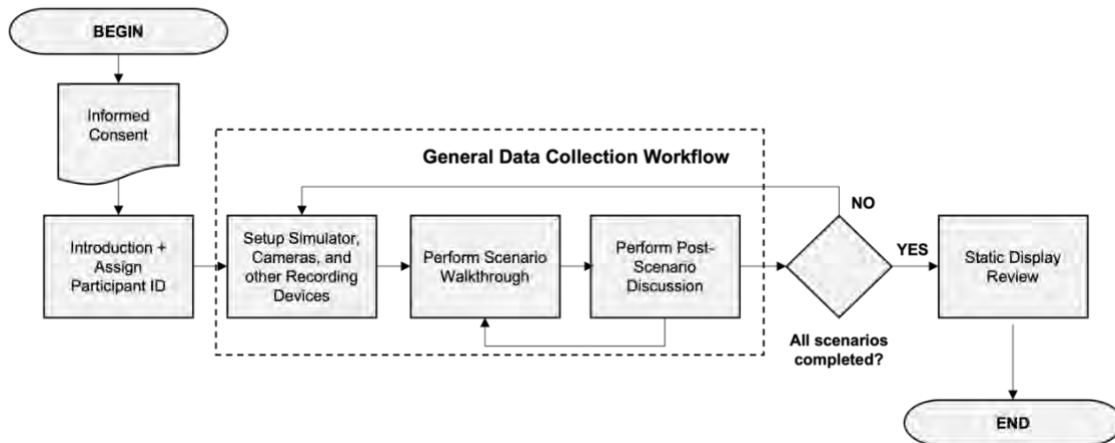 BEGIN
Informed
Consent
General Data Collection Workflow
Introduction +
Assign
Participant ID
Setup Simulator,
Cameras, and
other Recording
Devices
Perform Scenario
Walkthrough
Perform Post-
Scenario
Discussion
NO
YES
All scenarios
completed?
Static Display
Review
END